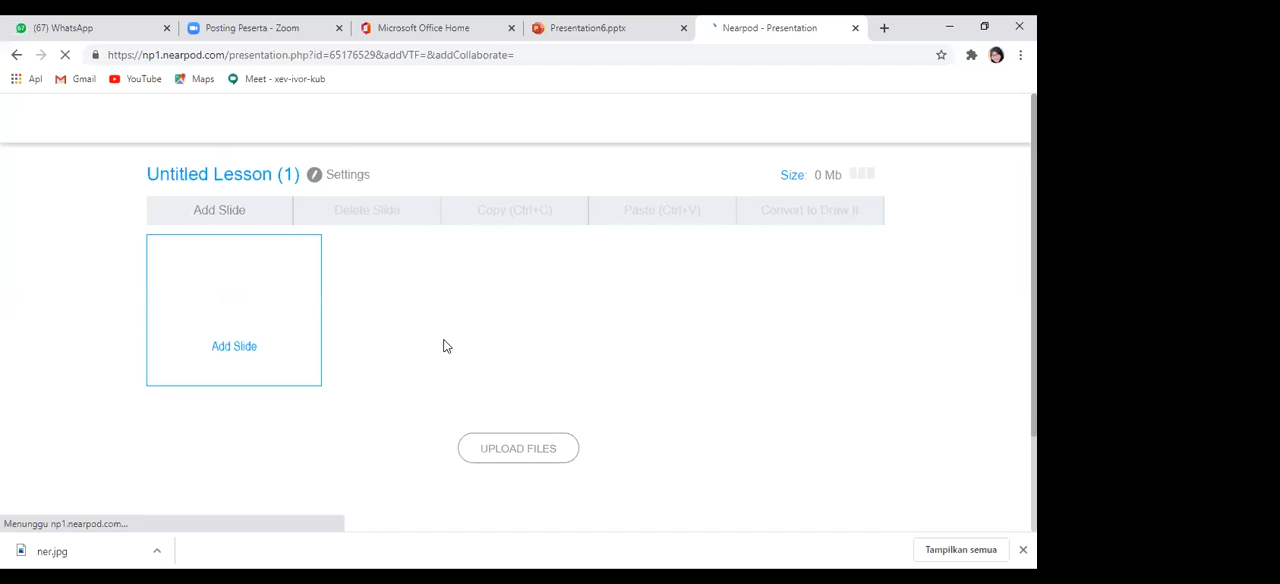 (67) WhatsApp
Posting Peserta - Zoom
Microsoft Office Home
Presentation6.pptx
Nearpod - Presentation
https://np1.nearpod.com/presentation.php?id=65176529&addVTF=&addCollaborate=
Apl
Gmail
YouTube
Maps
Meet - xev-ivor-kub
Untitled Lesson (1)
Settings
Size: 0 Mb
Add Slide
Delete Slide
Copy (Ctrl+C)
Paste (Ctrl+V)
Convert to Draw It
Add Slide
UPLOAD FILES
Menunggu np1.nearpod.com...
ner.jpg
Tampilkan semua